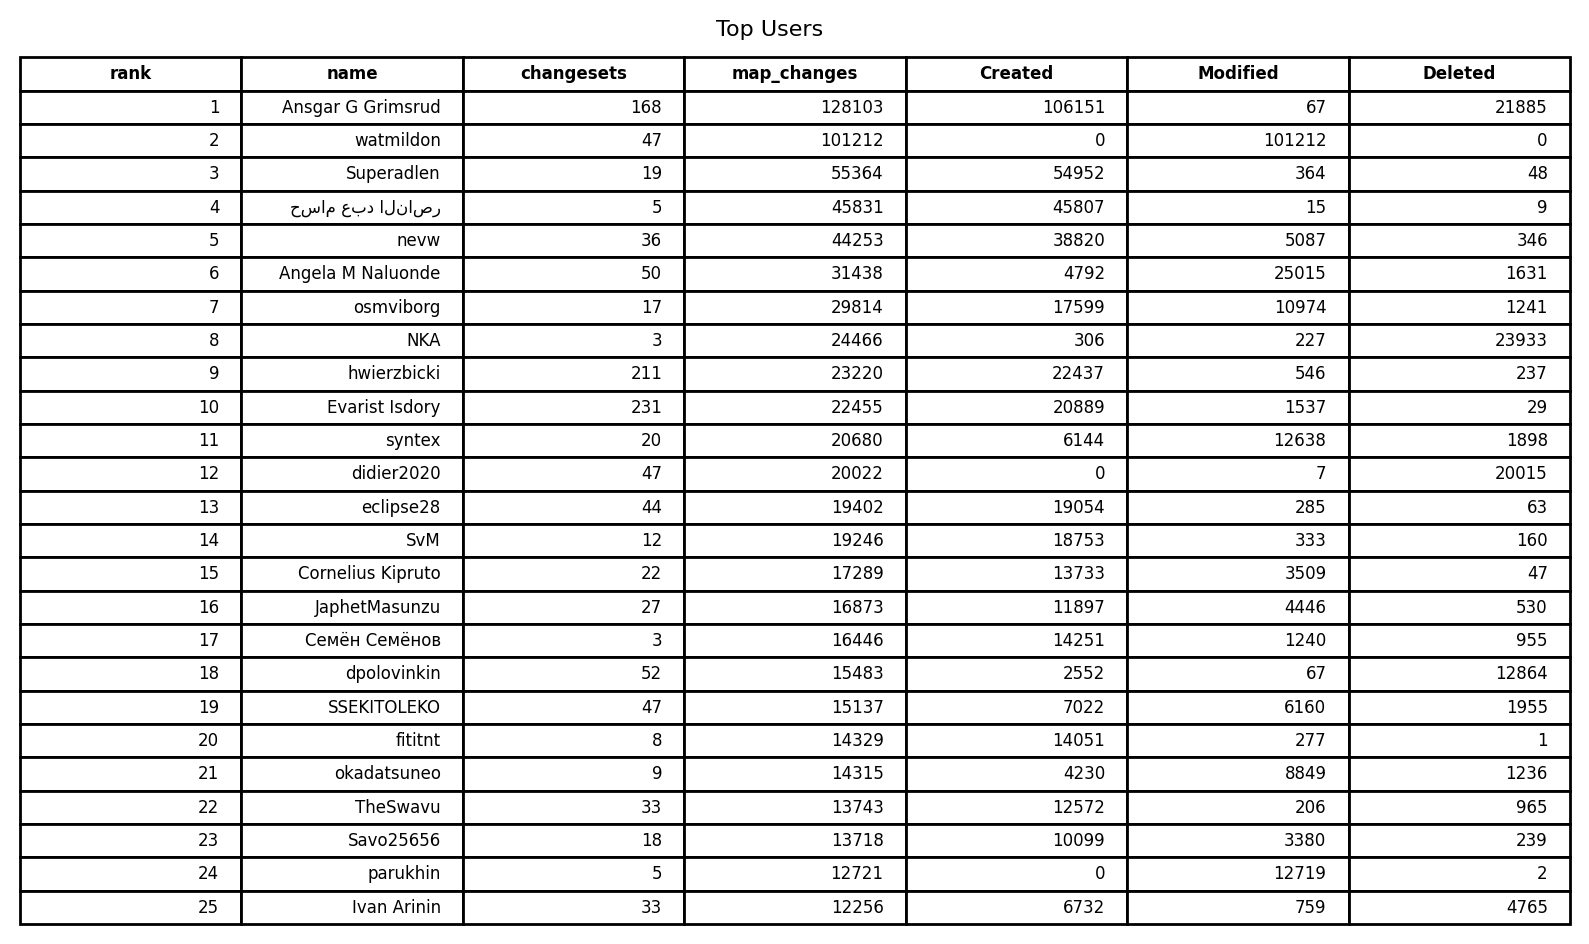 Top Users
rank name changesets map_changes Created Modified Deleted
1 Ansgar G Grimsrud 168 128103 106151 67 21885
2 watmildon 47 101212 0 101212 0
3 Superadlen 19 55364 54952 364 48
4 حسام عبد الناصر 5 45831 45807 15 9
5 nevw 36 44253 38820 5087 346
6 Angela M Naluonde 50 31438 4792 25015 1631
7 osmviborg 17 29814 17599 10974 1241
8 NKA 3 24466 306 227 23933
9 hwierzbicki 211 23220 22437 546 237
10 Evarist Isdory 231 22455 20889 1537 29
11 syntex 20 20680 6144 12638 1898
12 didier2020 47 20022 0 7 20015
13 eclipse28 44 19402 19054 285 63
14 SvM 12 19246 18753 333 160
15 Cornelius Kipruto 22 17289 13733 3509 47
16 JaphetMasunzu 27 16873 11897 4446 530
17 Семён Семёнов 3 16446 14251 1240 955
18 dpolovinkin 52 15483 2552 67 12864
19 SSEKITOLEKO 47 15137 7022 6160 1955
20 fititnt 8 14329 14051 277 1
21 okadatsuneo 9 14315 4230 8849 1236
22 TheSwavu 33 13743 12572 206 965
23 Savo25656 18 13718 10099 3380 239
24 parukhin 5 12721 0 12719 2
25 Ivan Arinin 33 12256 6732 759 4765